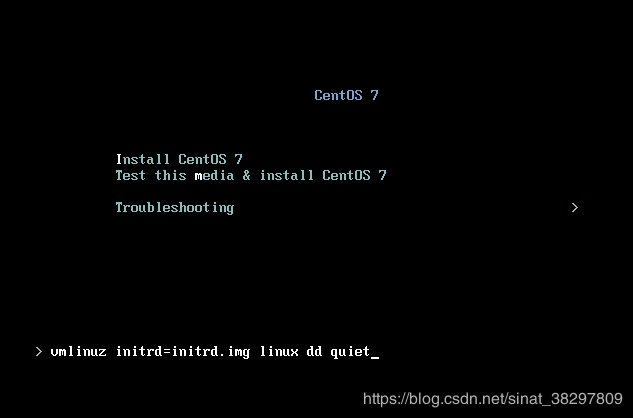 CentOS 7
Install CentOS 7
Test this media & install CentOS 7
Troubleshooting >
> vmlinuz initrd=initrd.img linux dd quiet_
https://blog.csdn.net/sinat_38297809